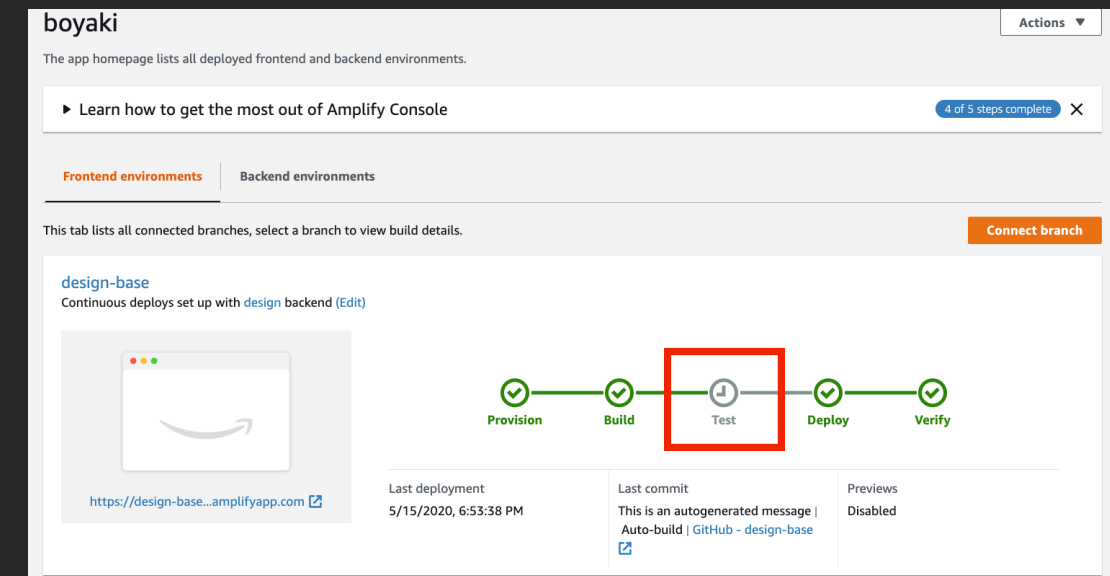 boyaki
Actions ▼
The app homepage lists all deployed frontend and backend environments.
Learn how to get the most out of Amplify Console
4 of 5 steps complete
Frontend environments
Backend environments
This tab lists all connected branches, select a branch to view build details.
Connect branch
design-base
Continuous deploys set up with design backend (Edit)
Provision
Build
Test
Deploy
Verify
https://design-base...amplifyapp.com
Last deployment
5/15/2020, 6:53:38 PM
Last commit
This is an autogenerated message |
Auto-build | GitHub - design-base
Previews
Disabled